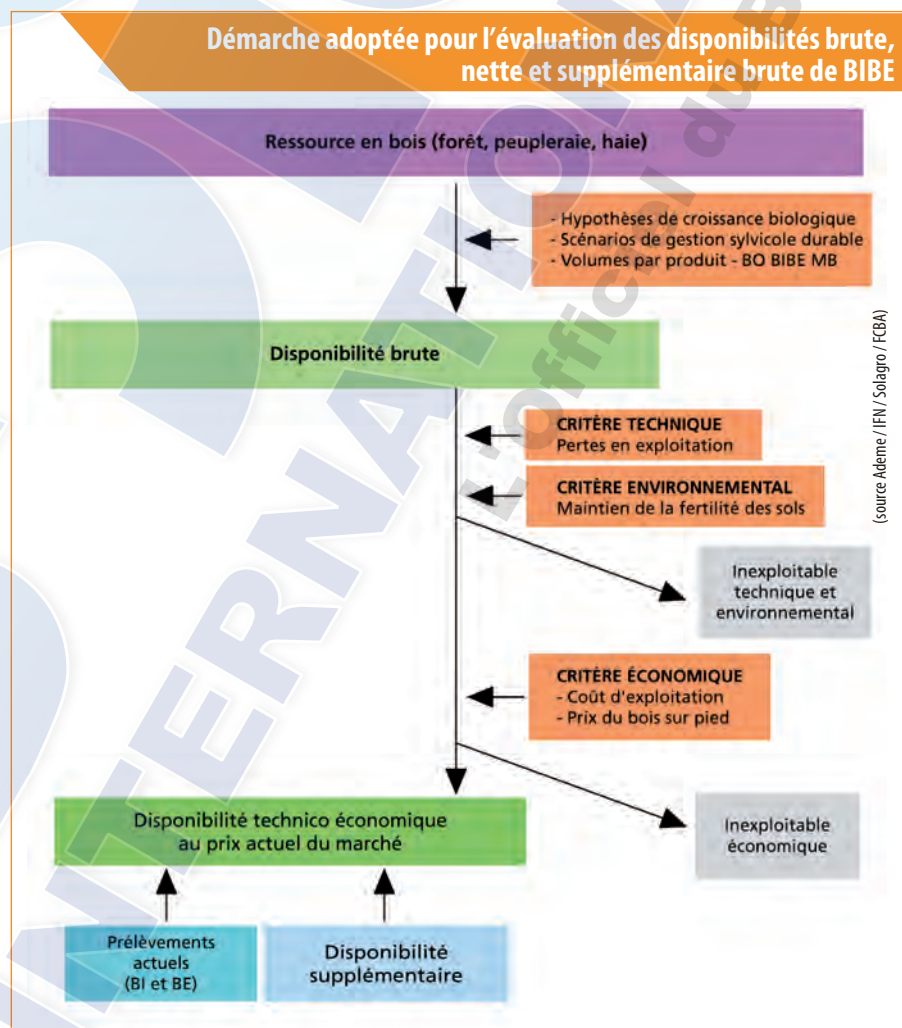 Démarche adoptée pour l'évaluation des disponibilités brute,
nette et supplémentaire brute de BIBE
Ressource en bois (forêt, peupleraie, haie)
- Hypothèses de croissance biologique
- Scénarios de gestion sylvicole durable
- Volumes par produit - BO BIBE MB
Disponibilité brute
(source Ademe / IFN / Solagro / FCBA)
CRITÈRE TECHNIQUE
Pertes en exploitation
CRITÈRE ENVIRONNEMENTAL
Maintien de la fertilité des sols
Inexploitable
technique et
environnemental
CRITÈRE ÉCONOMIQUE
- Coût d'exploitation
- Prix du bois sur pied
Disponibilité technico économique
au prix actuel du marché
Inexploitable
économique
Prélèvements
actuels
(BI et BE)
Disponibilité
supplémentaire
INTERNATIONAL
L'officiel du B